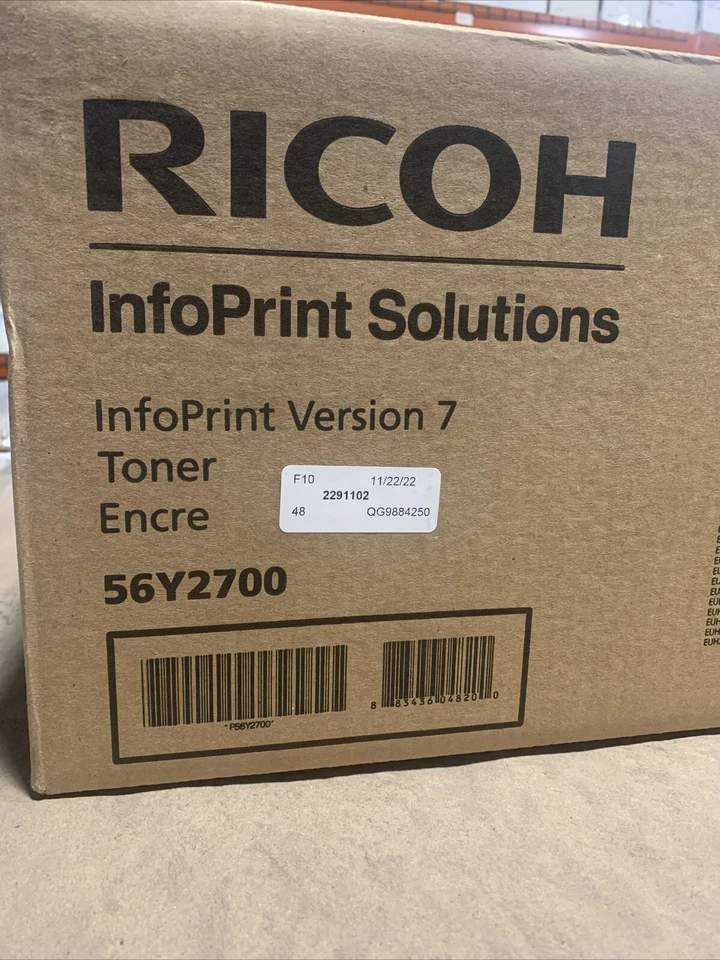 RICOH
InfoPrint Solutions
InfoPrint Version 7
Toner
Encre
F10 11/22/22
2291102
48 QG9884250
56Y2700
*P56Y2700*
8 83436 04820 0